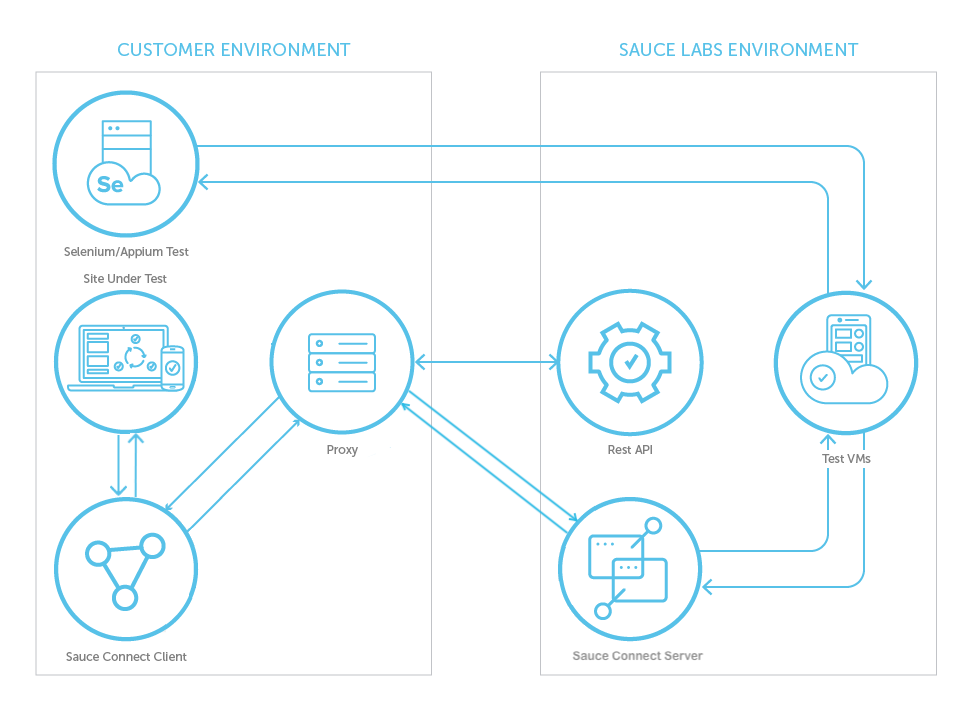 CUSTOMER ENVIRONMENT
SAUCE LABS ENVIRONMENT
Se
Selenium/Appium Test
Site Under Test
Proxy
Rest API
Test VMs
Sauce Connect Client
Sauce Connect Server